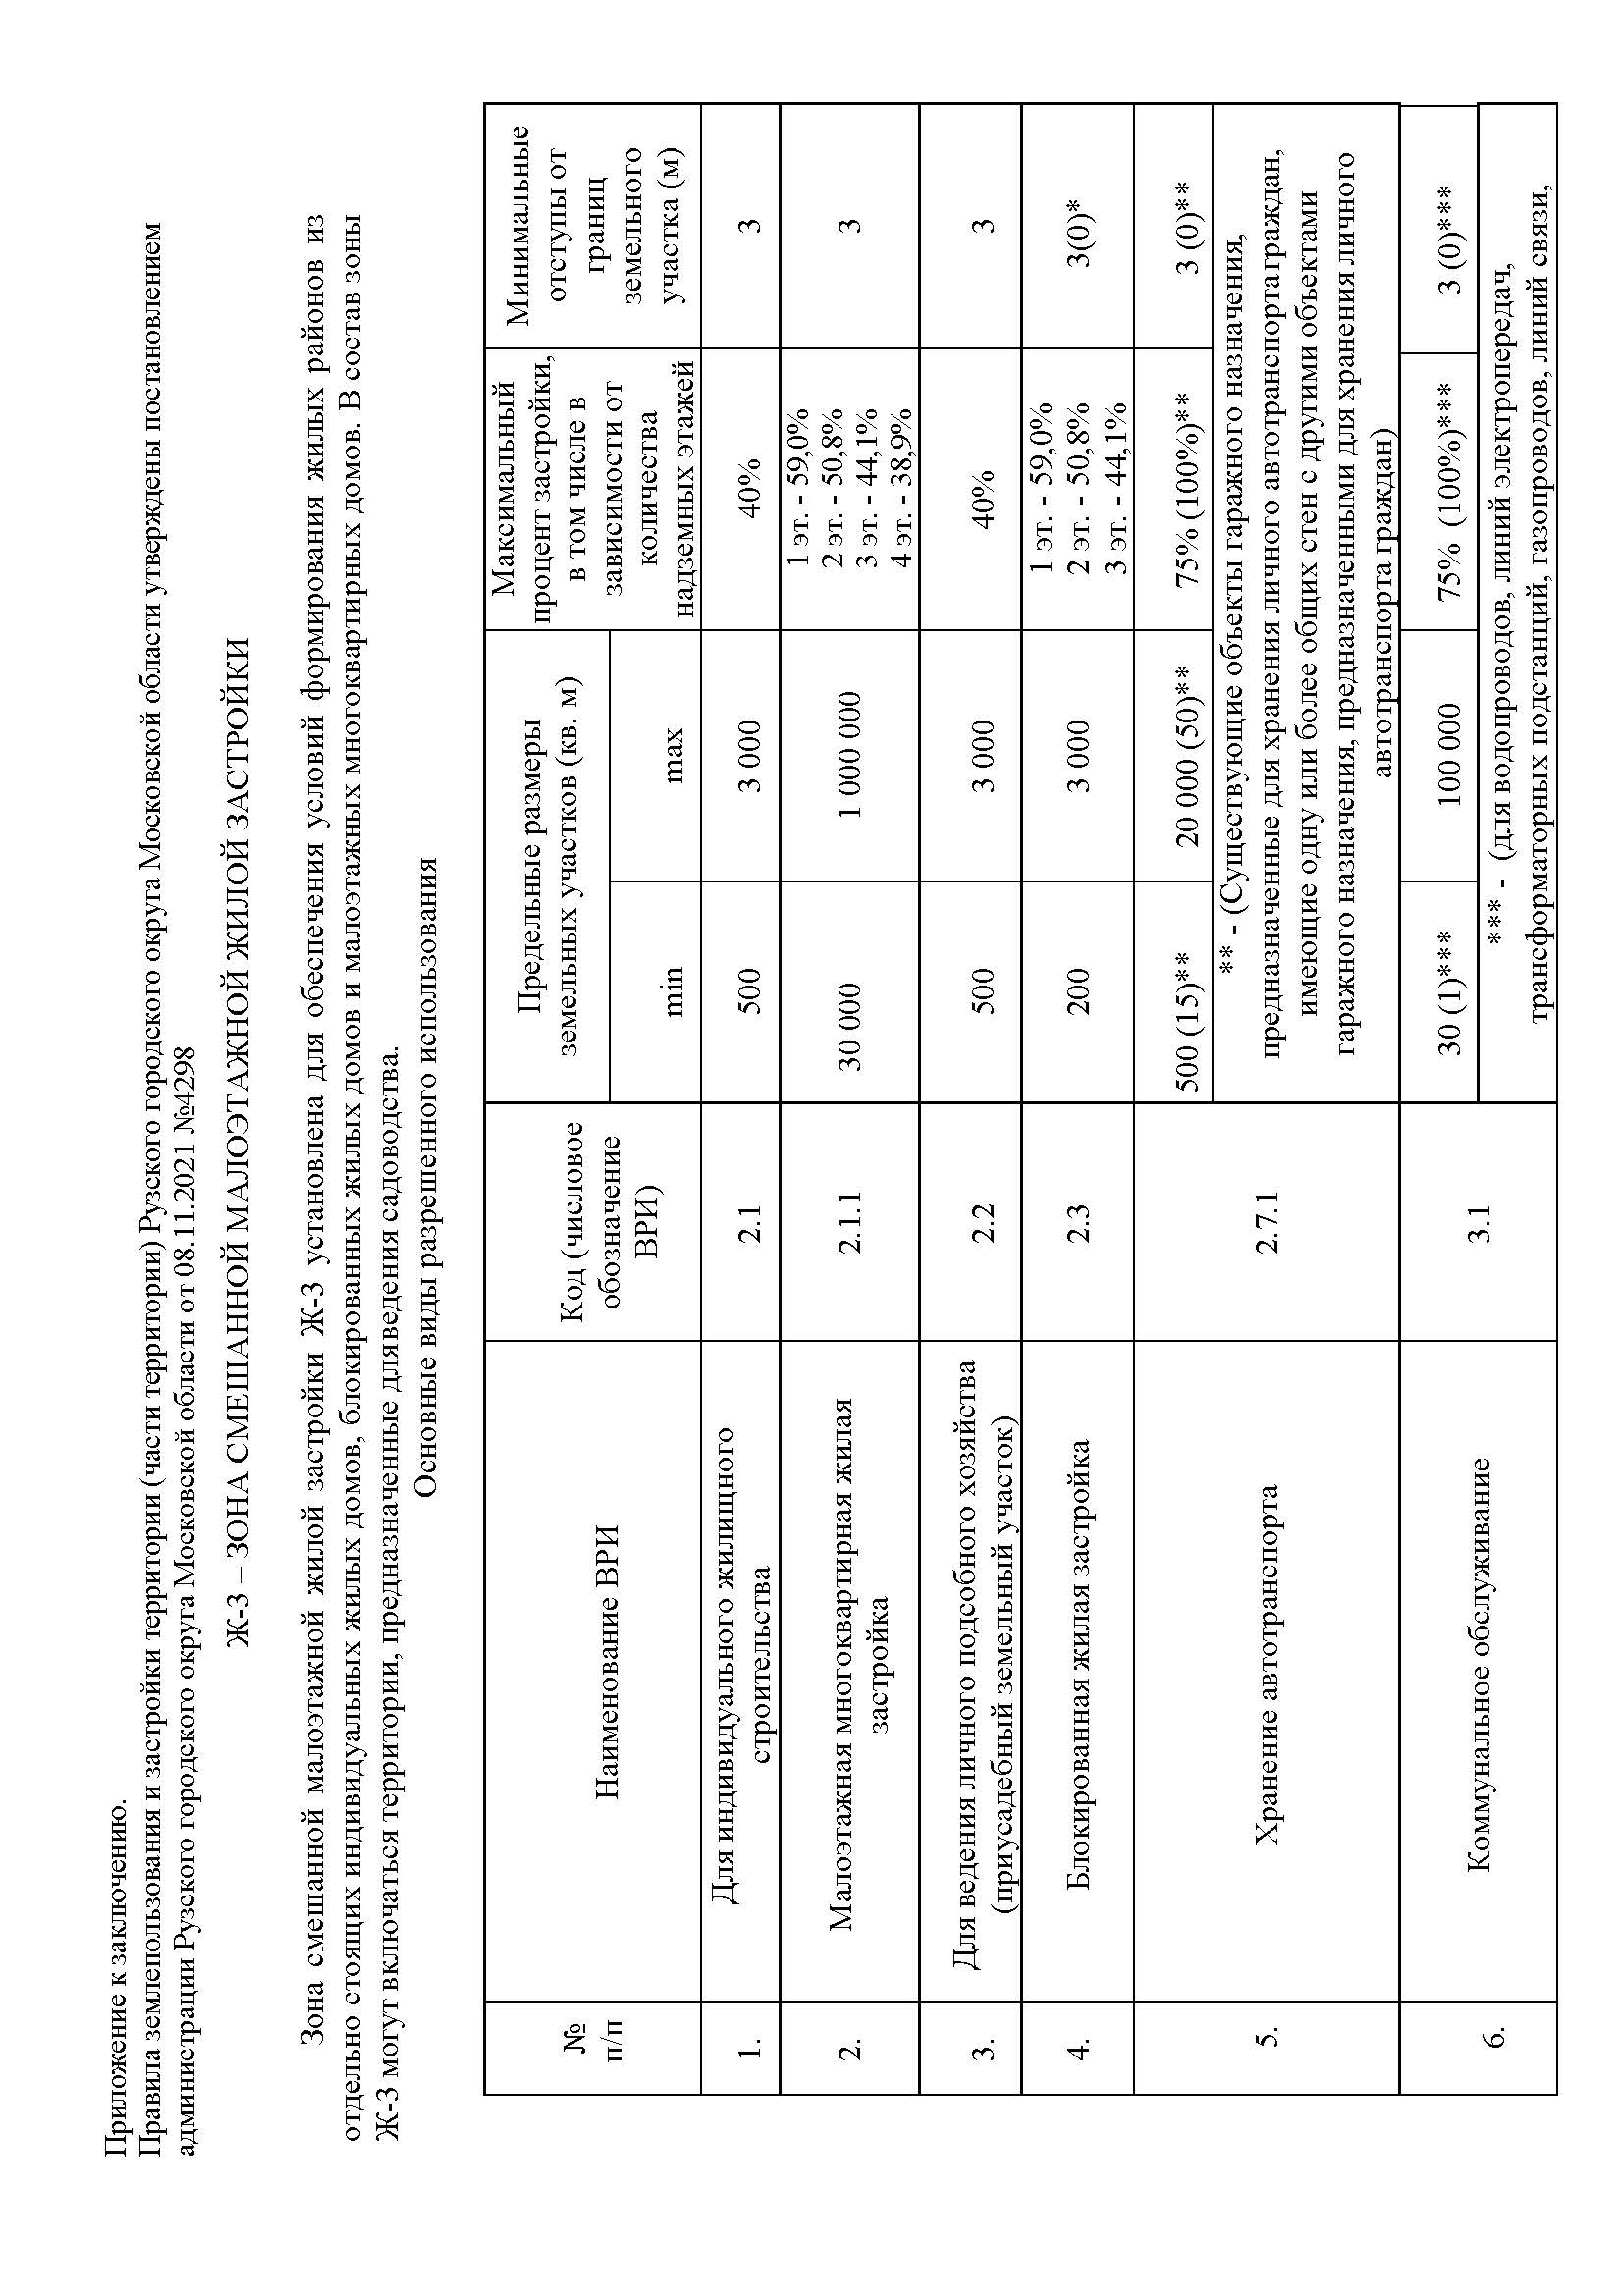 Приложение к заключению.
Правила землепользования и застройки территории (части территории) Рузского городского округа Московской области утверждены постановлением
администрации Рузского городского округа Московской области от 08.11.2021 №4298
Ж-3 – ЗОНА СМЕШАННОЙ МАЛОЭТАЖНОЙ ЖИЛОЙ ЗАСТРОЙКИ
Зона смешанной малоэтажной жилой застройки Ж-3 установлена для обеспечения условий формирования жилых районов из
отдельно стоящих индивидуальных жилых домов, блокированных жилых домов и малоэтажных многоквартирных домов. В состав зоны
Ж-3 могут включаться территории, предназначенные для ведения садоводства.
Основные виды разрешенного использования
№
п/п
Наименование ВРИ
Код (числовое
обозначение
ВРИ)
Предельные размеры
земельных участков (кв. м)
min
max
Максимальный
процент застройки,
в том числе в
зависимости от
количества
надземных этажей
Минимальные
отступы от
границ
земельного
участка (м)
1.
Для индивидуального жилищного
строительства
2.1
500
3 000
40%
3
2.
Малоэтажная многоквартирная жилая
застройка
2.1.1
30 000
1 000 000
1 эт. - 59,0%
2 эт. - 50,8%
3 эт. - 44,1%
4 эт. - 38,9%
3
3.
Для ведения личного подсобного хозяйства
(приусадебный земельный участок)
2.2
500
3 000
40%
3
4.
Блокированная жилая застройка
2.3
200
3 000
1 эт. - 59,0%
2 эт. - 50,8%
3 эт. - 44,1%
3(0)*
5.
Хранение автотранспорта
2.7.1
500 (15)**
20 000 (50)**
75% (100%)**
3 (0)**
** - (Существующие объекты гаражного назначения,
предназначенные для хранения личного автотранспорта граждан,
имеющие одну или более общих стен с другими объектами
гаражного назначения, предназначенными для хранения личного
автотранспорта граждан)
6.
Коммунальное обслуживание
3.1
30 (1)***
100 000
75% (100%)***
3 (0)***
*** - (для водопроводов, линий электропередач,
трансформаторных подстанций, газопроводов, линий связи,